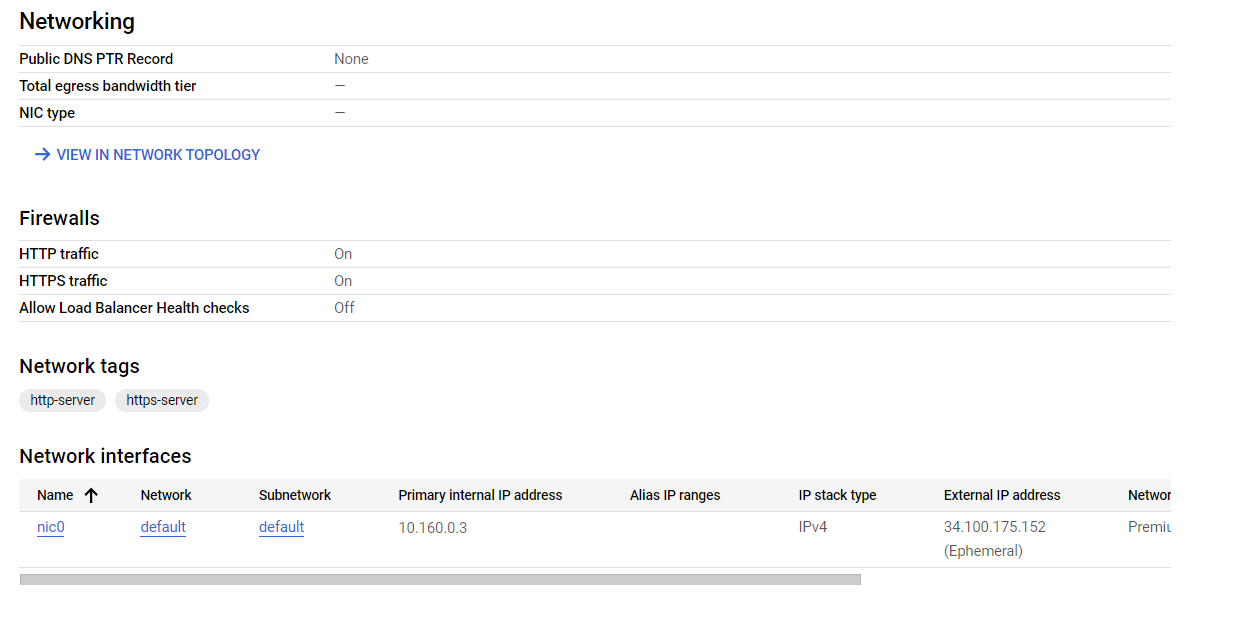 Networking
Public DNS PTR Record None
Total egress bandwidth tier —
NIC type —
VIEW IN NETWORK TOPOLOGY
Firewalls
HTTP traffic On
HTTPS traffic On
Allow Load Balancer Health checks Off
Network tags
http-server https-server
Network interfaces
Name Network Subnetwork Primary internal IP address Alias IP ranges IP stack type External IP address Networ
nic0 default default 10.160.0.3 IPv4 34.100.175.152 Premiu
(Ephemeral)